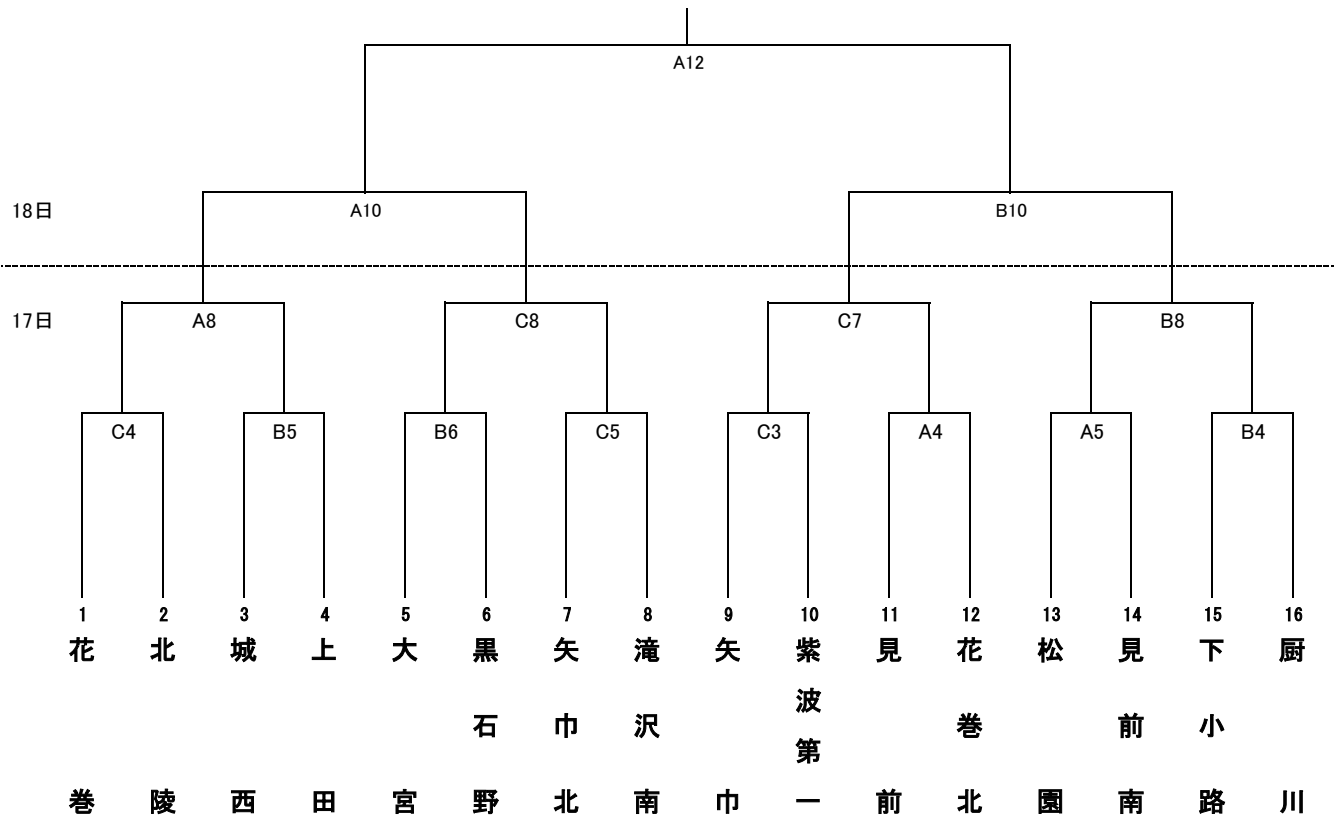 A12
18日
A10
B10
17日
A8
C8
C7
B8
C4
B5
B6
C5
C3
A4
A5
B4
1
2
3
4
5
6
7
8
9
10
11
12
13
14
15
16
花巻
北陵
城西
上田
大宮
黒石野
矢巾北
滝沢南
矢巾
紫波第一
見前
花巻北
松園
見前南
下小路
厨川